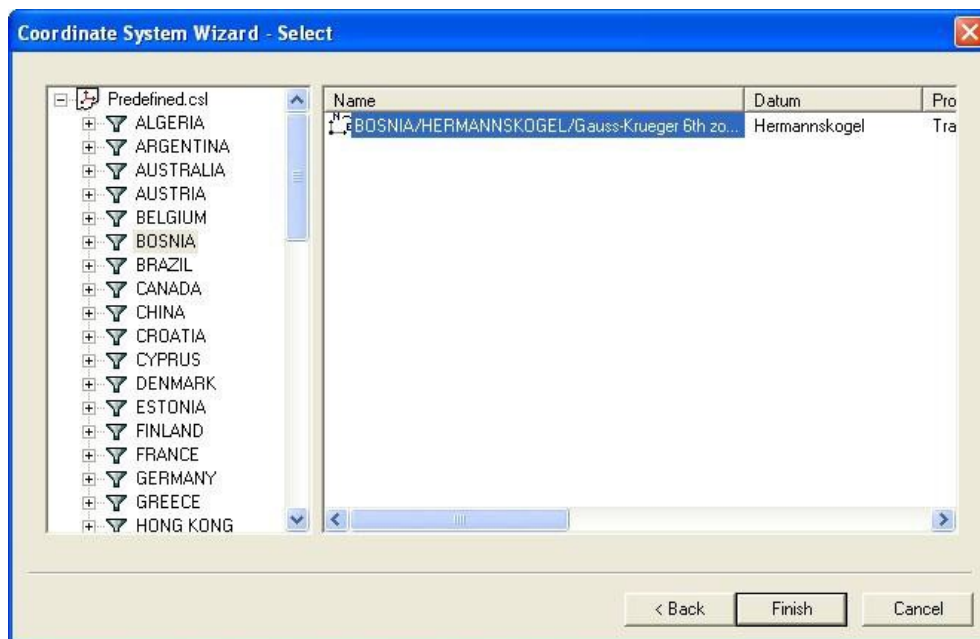 Coordinate System Wizard - Select
Predefined.csl
ALGERIA
ARGENTINA
AUSTRALIA
AUSTRIA
BELGIUM
BOSNIA
BRAZIL
CANADA
CHINA
CROATIA
CYPRUS
DENMARK
ESTONIA
FINLAND
FRANCE
GERMANY
GREECE
HONG KONG
Name Datum Pro
BOSNIA/HERMANNSKOGEL/Gauss-Krueger 6th zo... Hermannskogel Tra
< Back Finish Cancel